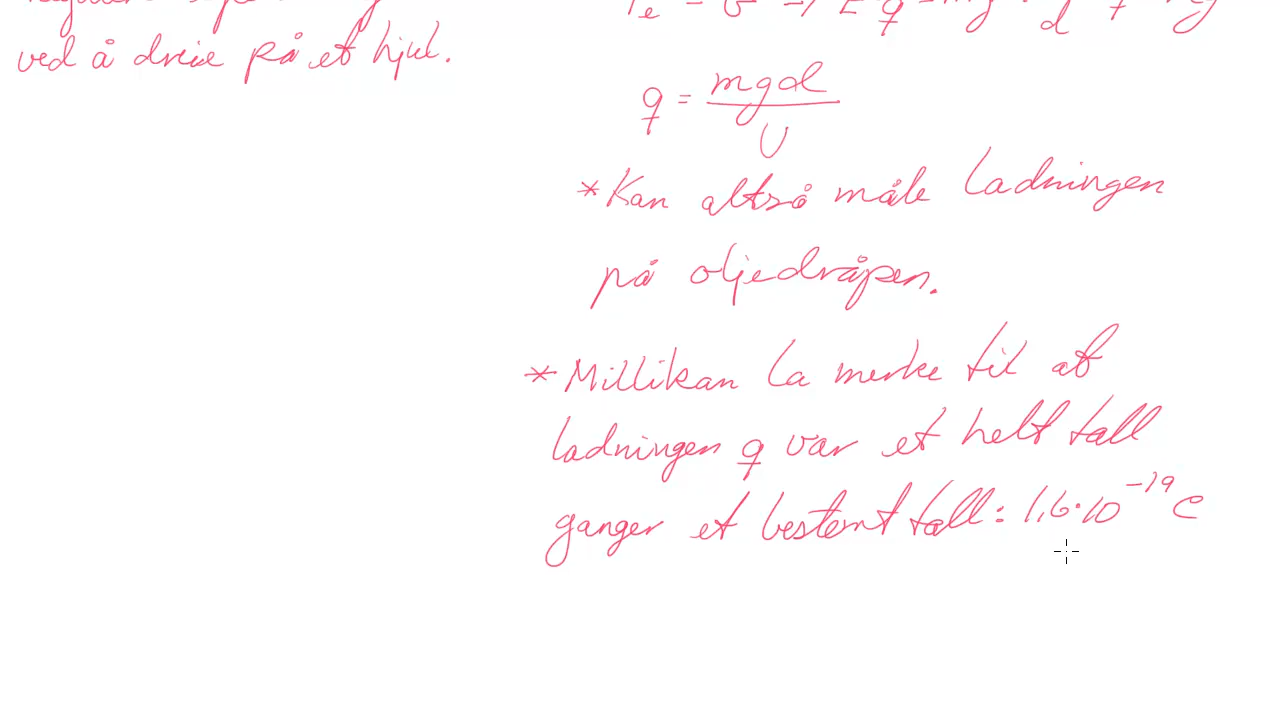 ved å dreie på et hjul.
q = mgd / U
* Kan altså måle ladningen
på oljedråpen.
* Millikan la merke til at
ladningen q var et helt tall
ganger et bestemt tall: 1,6·10⁻¹⁹ C